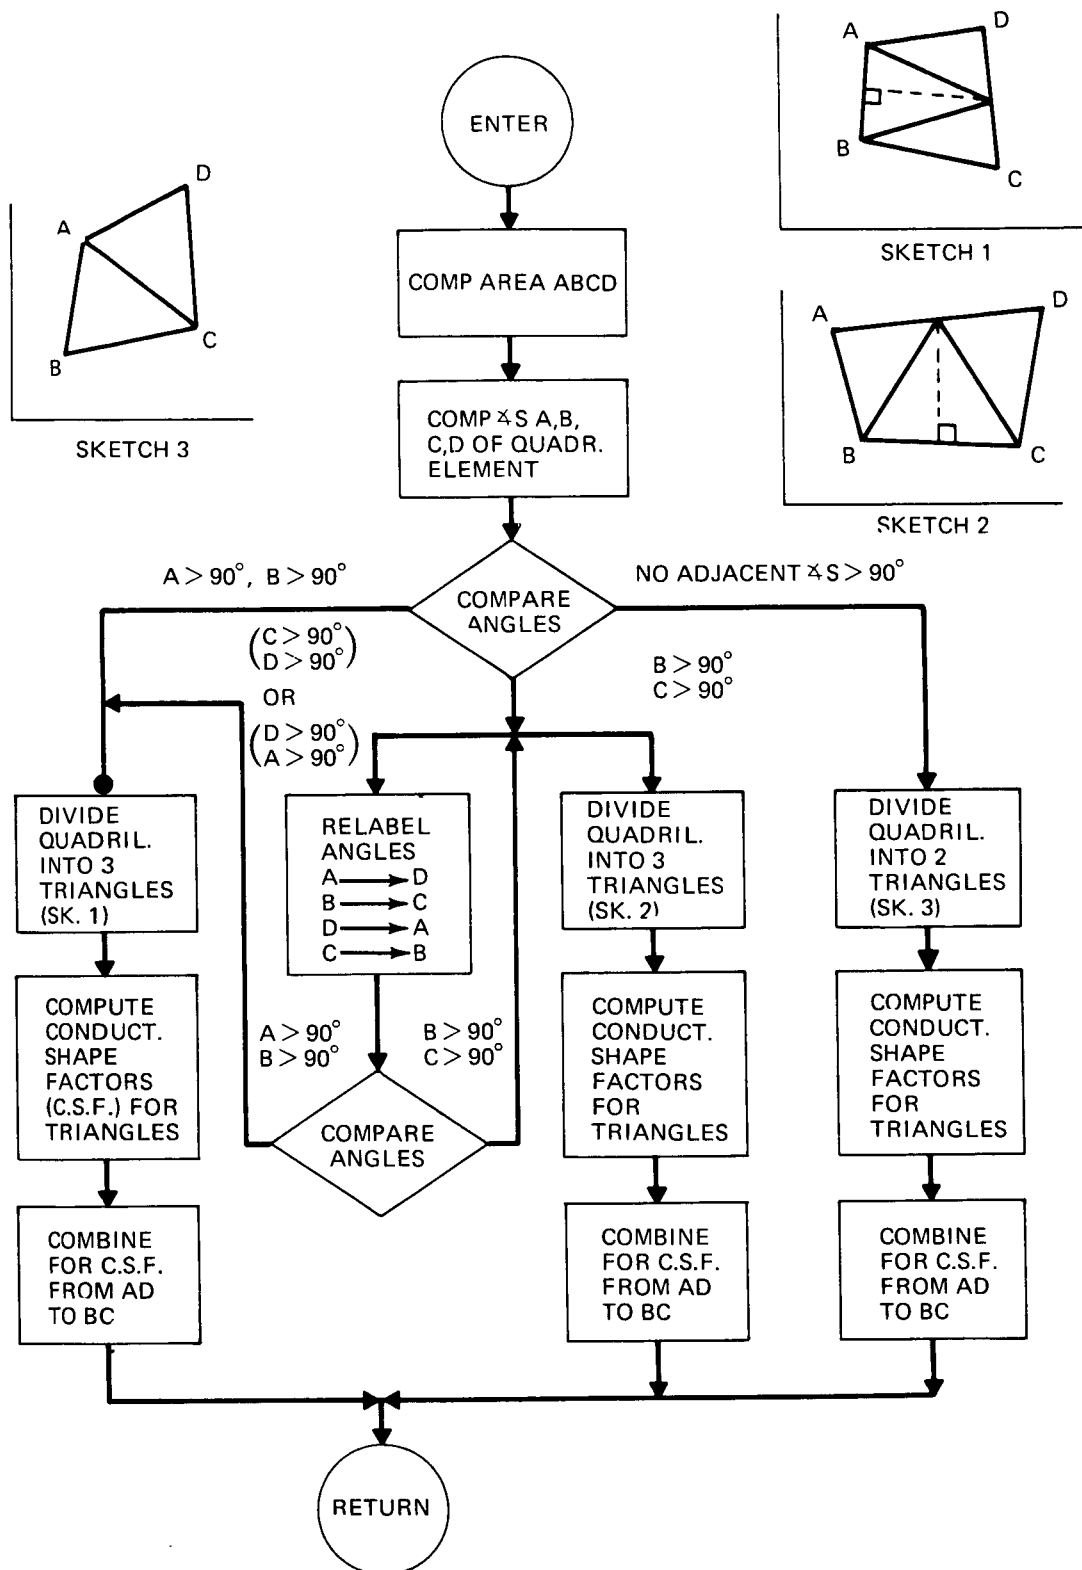 A
D
B
C
SKETCH 1
ENTER
D
A
C
B
SKETCH 3
COMP AREA ABCD
A
D
B
C
SKETCH 2
COMP ∡S A,B,
C,D OF QUADR.
ELEMENT
A > 90°, B > 90°
NO ADJACENT ∡S > 90°
COMPARE
ANGLES
(C > 90°
D > 90°)
OR
(D > 90°
A > 90°)
B > 90°
C > 90°
DIVIDE
QUADRIL.
INTO 3
TRIANGLES
(SK. 1)
RELABEL
ANGLES
A → D
B → C
D → A
C → B
DIVIDE
QUADRIL.
INTO 3
TRIANGLES
(SK. 2)
DIVIDE
QUADRIL.
INTO 2
TRIANGLES
(SK. 3)
COMPUTE
CONDUCT.
SHAPE
FACTORS
(C.S.F.) FOR
TRIANGLES
A > 90°
B > 90°
B > 90°
C > 90°
COMPARE
ANGLES
COMPUTE
CONDUCT.
SHAPE
FACTORS
FOR
TRIANGLES
COMPUTE
CONDUCT.
SHAPE
FACTORS
FOR
TRIANGLES
COMBINE
FOR C.S.F.
FROM AD
TO BC
COMBINE
FOR C.S.F.
FROM AD
TO BC
COMBINE
FOR C.S.F.
FROM AD
TO BC
RETURN